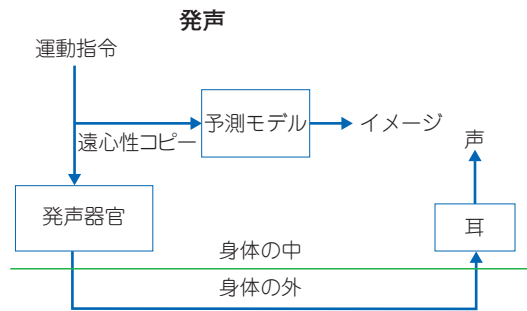 発声
運動指令
予測モデル
イメージ
遠心性コピー
声
発声器官
耳
身体の中
身体の外